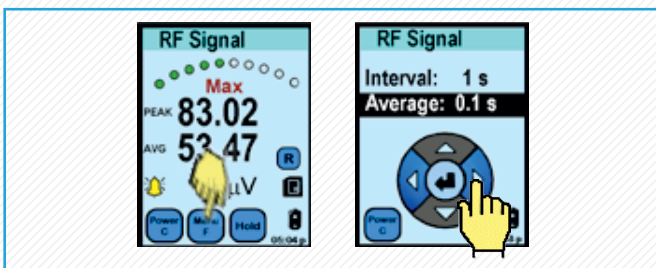 RF Signal
Max
PEAK 83.02
AVG 53.47
R
µV
Power C
Menu F
Hold
05:04 p
RF Signal
Interval: 1 s
Average: 0.1 s
Power C